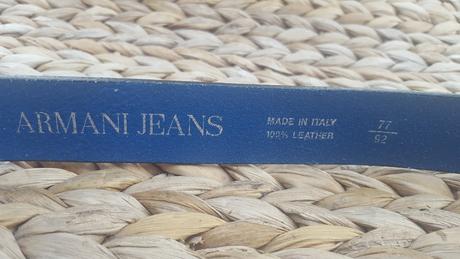 ARMANI JEANS
MADE IN ITALY
100% LEATHER
77
92